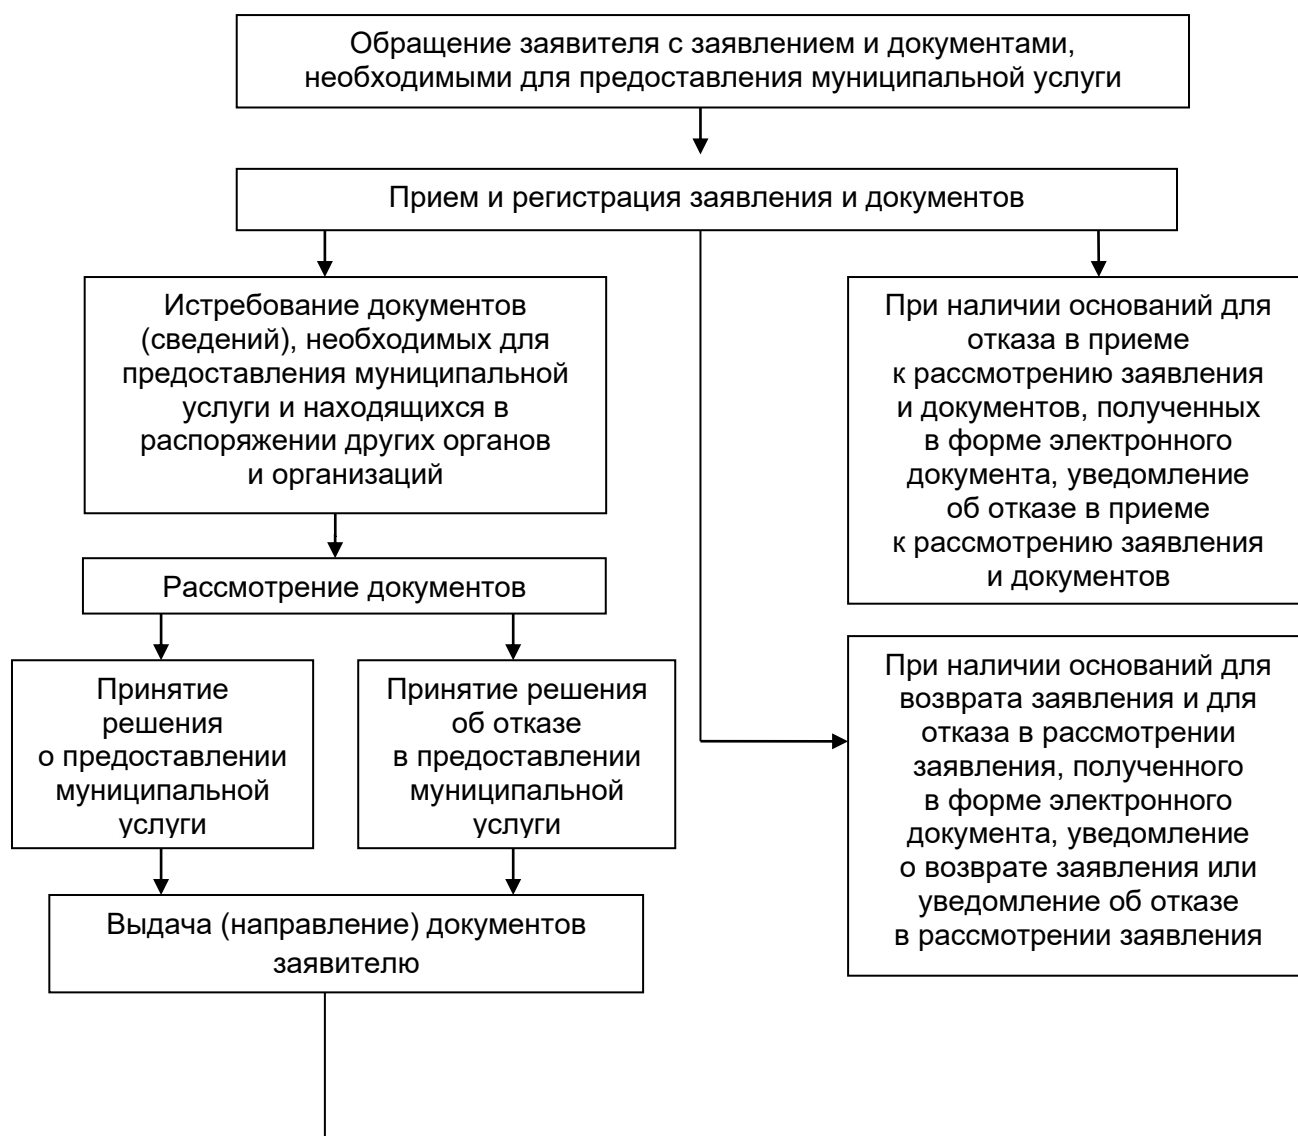 Обращение заявителя с заявлением и документами,
необходимыми для предоставления муниципальной услуги
Прием и регистрация заявления и документов
Истребование документов
(сведений), необходимых для
предоставления муниципальной
услуги и находящихся в
распоряжении других органов
и организаций
При наличии оснований для
отказа в приеме
к рассмотрению заявления
и документов, полученных
в форме электронного
документа, уведомление
об отказе в приеме
к рассмотрению заявления
и документов
Рассмотрение документов
Принятие
решения
о предоставлении
муниципальной
услуги
Принятие решения
об отказе
в предоставлении
муниципальной
услуги
При наличии оснований для
возврата заявления и для
отказа в рассмотрении
заявления, полученного
в форме электронного
документа, уведомление
о возврате заявления или
уведомление об отказе
в рассмотрении заявления
Выдача (направление) документов
заявителю